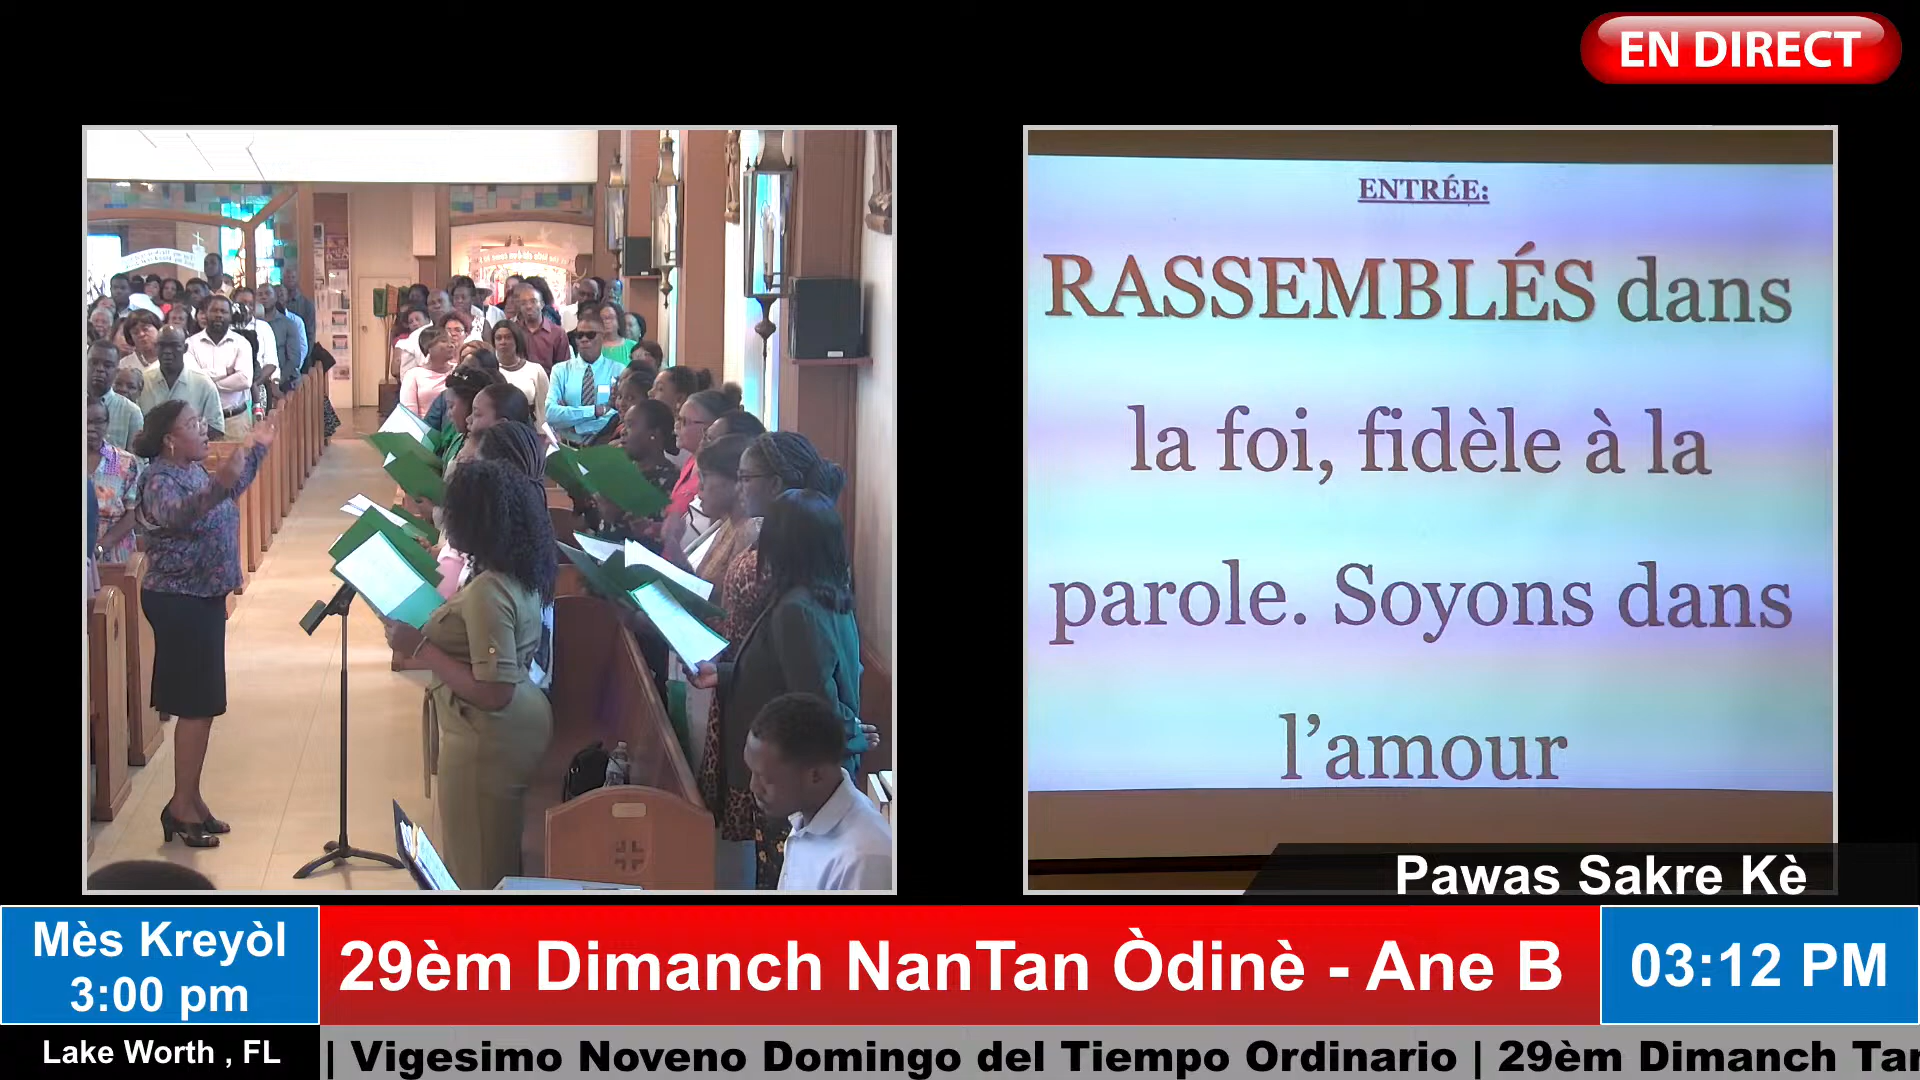 EN DIRECT
ENTRÉE:
RASSEMBLÉS dans
la foi, fidèle à la
parole. Soyons dans
l’amour
Pawas Sakre Kè
Mès Kreyòl
3:00 pm
29èm Dimanch NanTan Òdinè - Ane B
03:12 PM
Lake Worth , FL
| Vigesimo Noveno Domingo del Tiempo Ordinario | 29èm Dimanch Tan